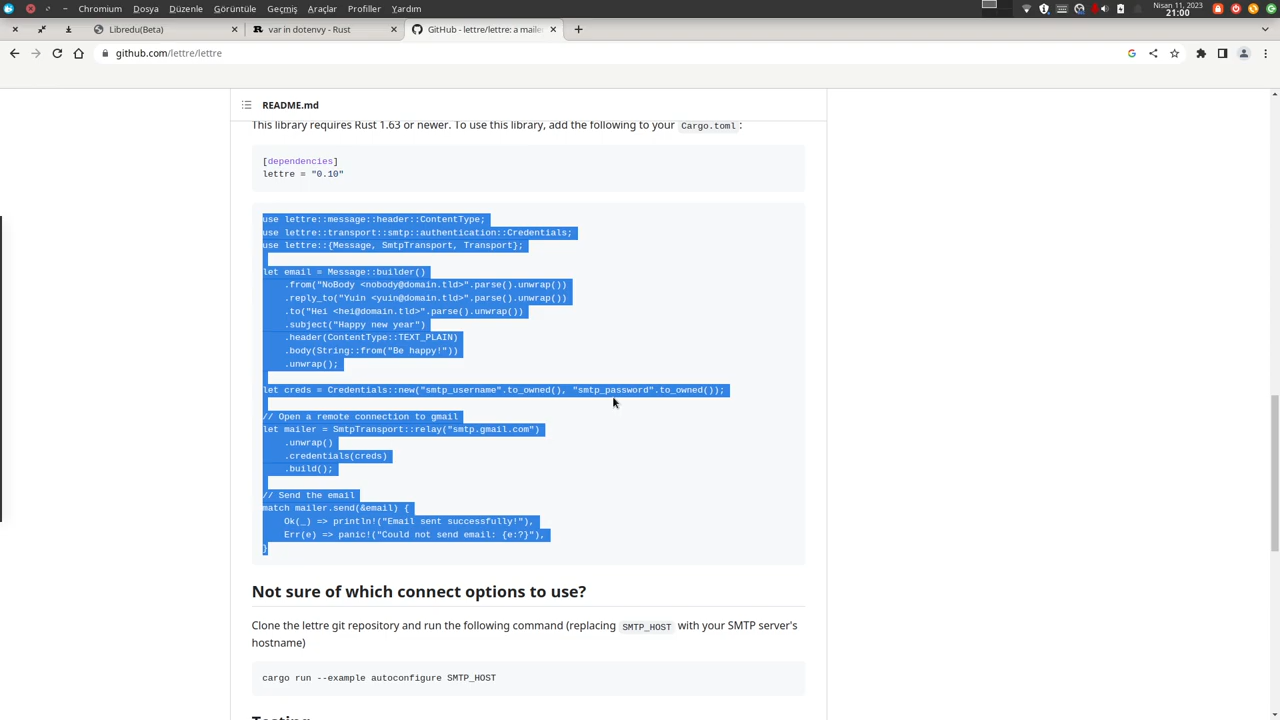 Chromium Dosya Düzenle Görüntüle Geçmiş Araçlar Profiller Yardım
Nisan 11, 2023
21:00
Libredu(Beta)
var in dotenvy - Rust
GitHub - lettre/lettre: a maile
github.com/lettre/lettre
README.md
This library requires Rust 1.63 or newer. To use this library, add the following to your Cargo.toml :
[dependencies]
lettre = "0.10"
use lettre::message::header::ContentType;
use lettre::transport::smtp::authentication::Credentials;
use lettre::{Message, SmtpTransport, Transport};
let email = Message::builder()
    .from("NoBody <nobody@domain.tld>".parse().unwrap())
    .reply_to("Yuin <yuin@domain.tld>".parse().unwrap())
    .to("Hei <hei@domain.tld>".parse().unwrap())
    .subject("Happy new year")
    .header(ContentType::TEXT_PLAIN)
    .body(String::from("Be happy!"))
    .unwrap();
let creds = Credentials::new("smtp_username".to_owned(), "smtp_password".to_owned());
// Open a remote connection to gmail
let mailer = SmtpTransport::relay("smtp.gmail.com")
    .unwrap()
    .credentials(creds)
    .build();
// Send the email
match mailer.send(&email) {
    Ok(_) => println!("Email sent successfully!"),
    Err(e) => panic!("Could not send email: {e:?}"),
}
Not sure of which connect options to use?
Clone the lettre git repository and run the following command (replacing SMTP_HOST with your SMTP server's
hostname)
cargo run --example autoconfigure SMTP_HOST
Testing